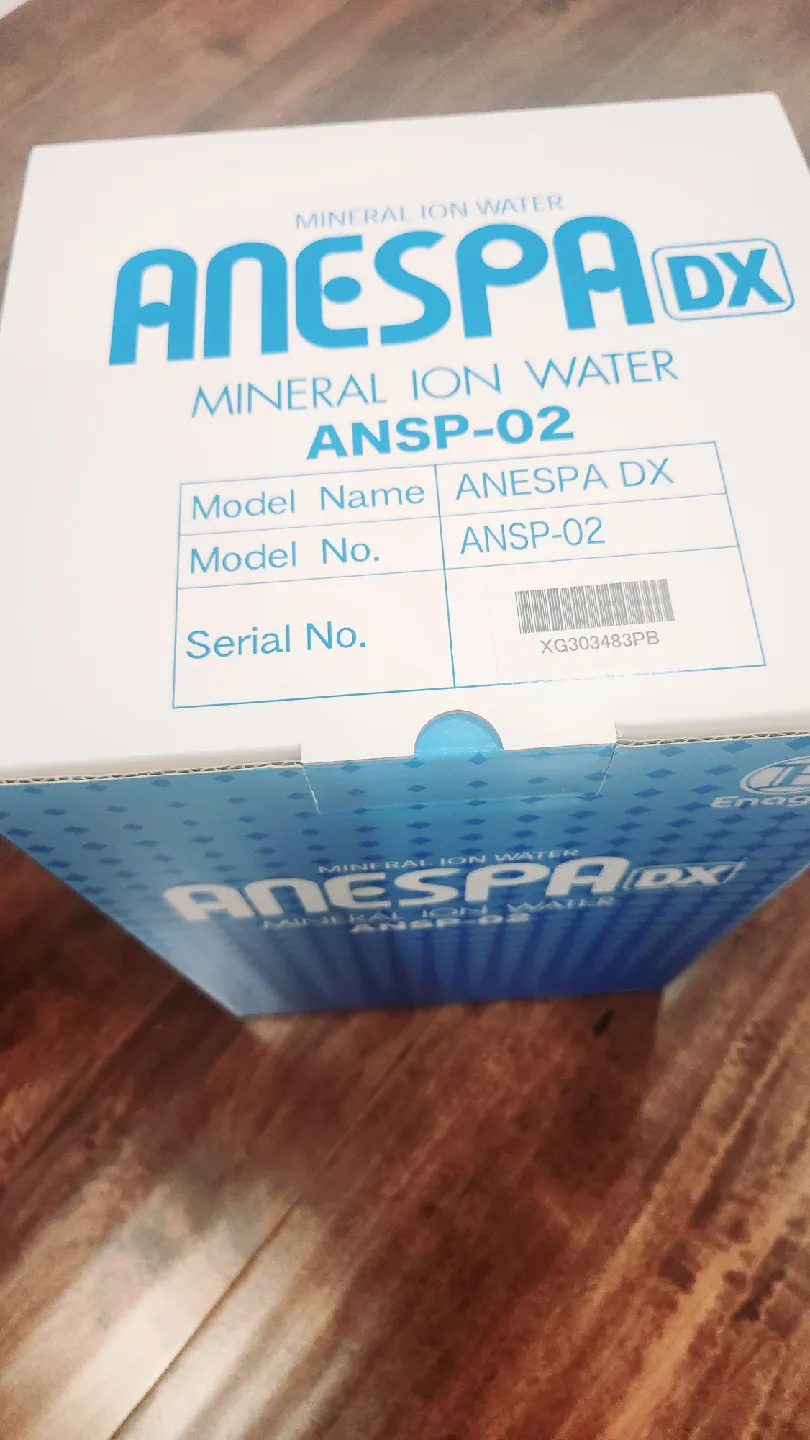 MINERAL ION WATER
ANESPA DX
MINERAL ION WATER
ANSP-02
Model Name ANESPA DX
Model No. ANSP-02
Serial No. XG303483PB
MINERAL ION WATER
ANESPA DX
MINERAL ION WATER
ANSP-02